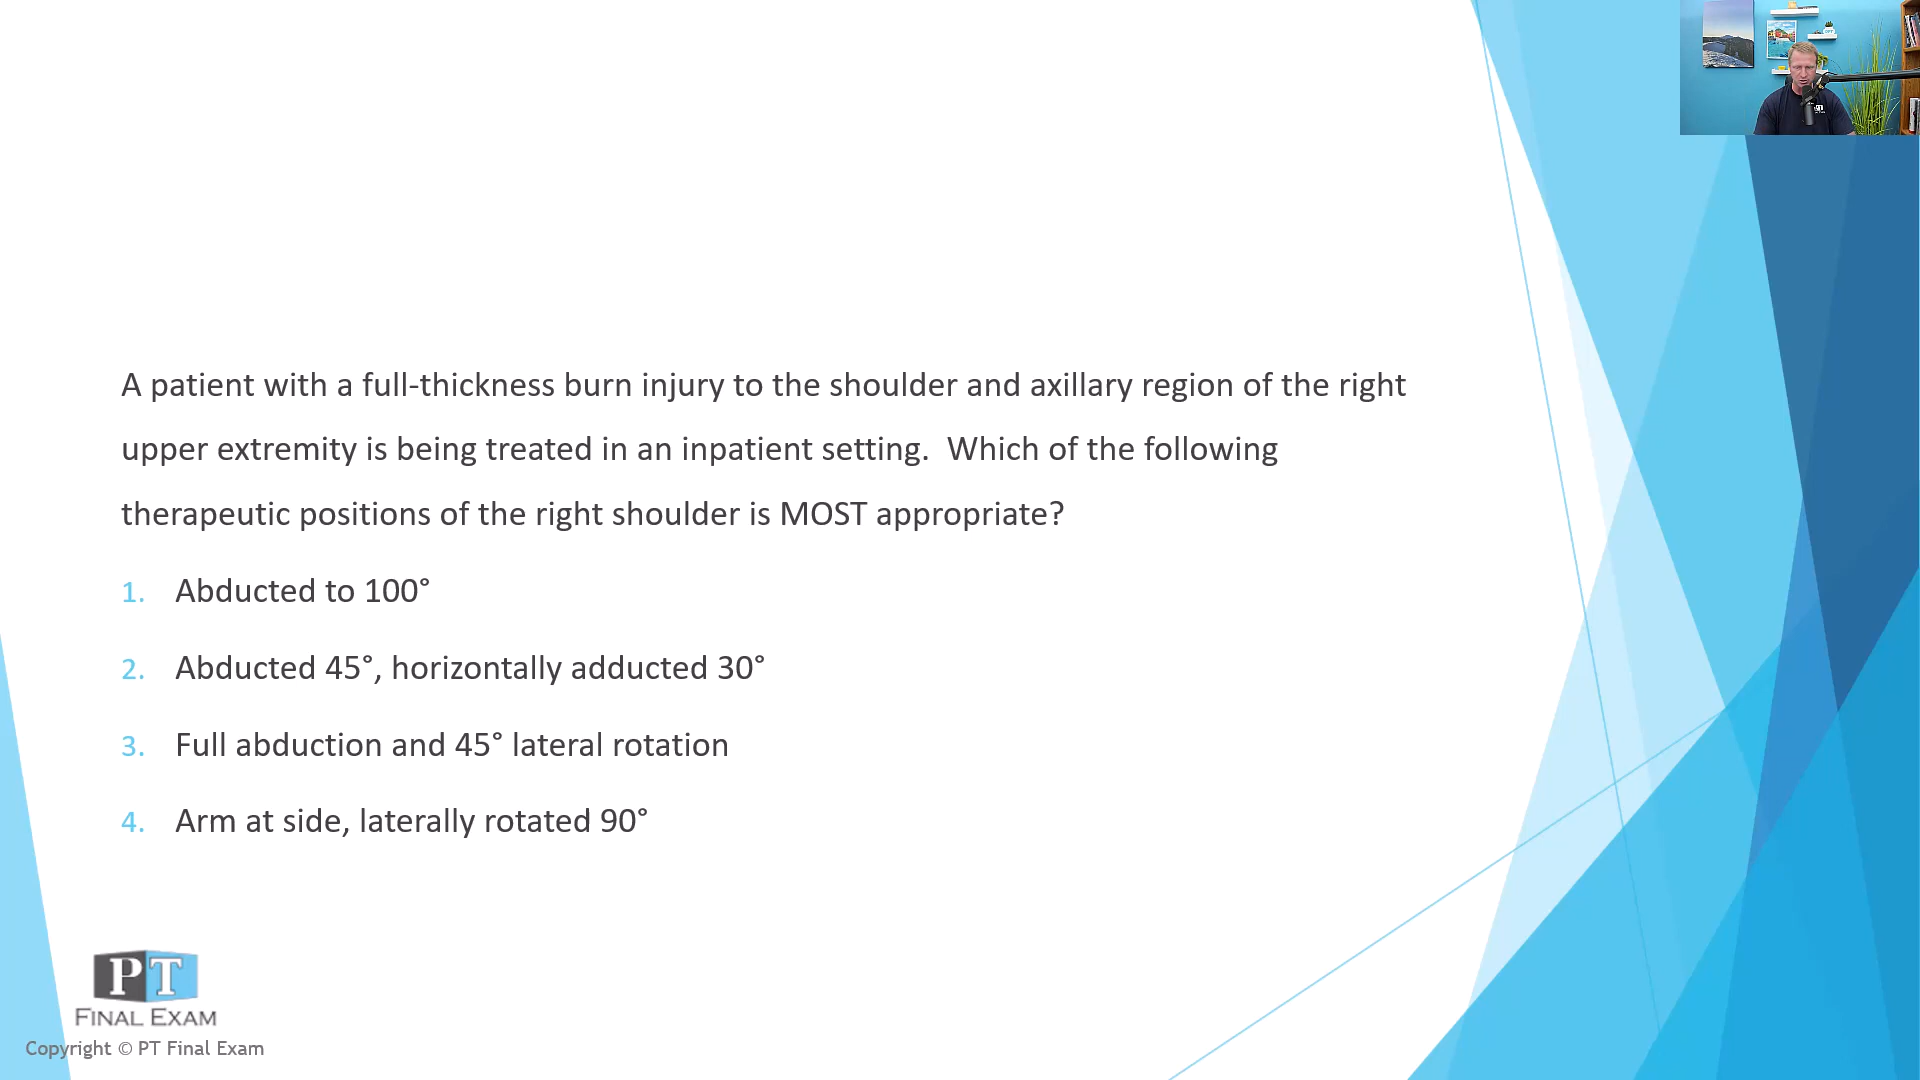 A patient with a full-thickness burn injury to the shoulder and axillary region of the right
upper extremity is being treated in an inpatient setting.  Which of the following
therapeutic positions of the right shoulder is MOST appropriate?
1. Abducted to 100°
2. Abducted 45°, horizontally adducted 30°
3. Full abduction and 45° lateral rotation
4. Arm at side, laterally rotated 90°
PT
FINAL EXAM
Copyright © PT Final Exam